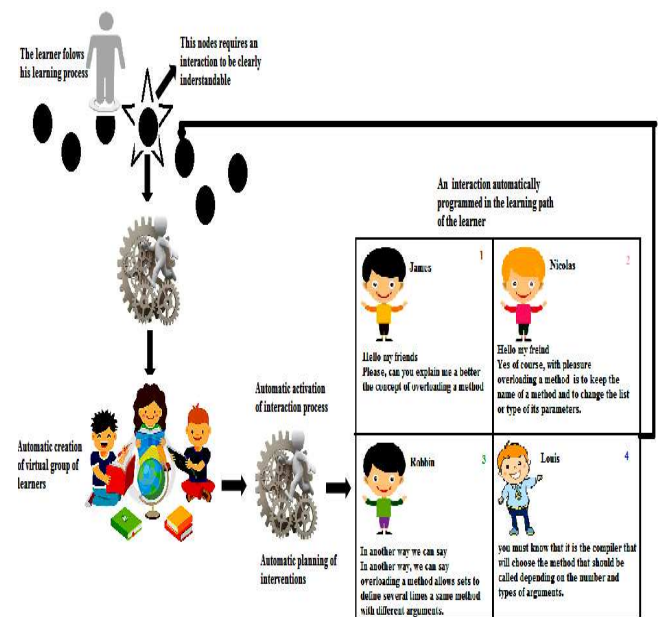 The learner folows
his learning process
This nodes requires an
interaction to be clearly
inderstandable
An interaction automatically
programmed in the learning path
of the learner
James
1
Hello my friends
Please, can you explain me a better
the concept of overloading a method
Nicolas
2
Hello my freind
Yes of course, with pleasure
overloading a method is to keep the
name of a method and to change the list
or type of its parameters.
Automatic creation
of virtual group of
learners
Automatic activation
of interaction process
Automatic planning of
interventions
Robbin
3
In another way we can say
In another way, we can say
overloading a method allows sets to
define several times a same method
with different arguments.
Louis
4
you must know that it is the compiler that
will choose the method that should be
called depending on the number and
types of arguments.